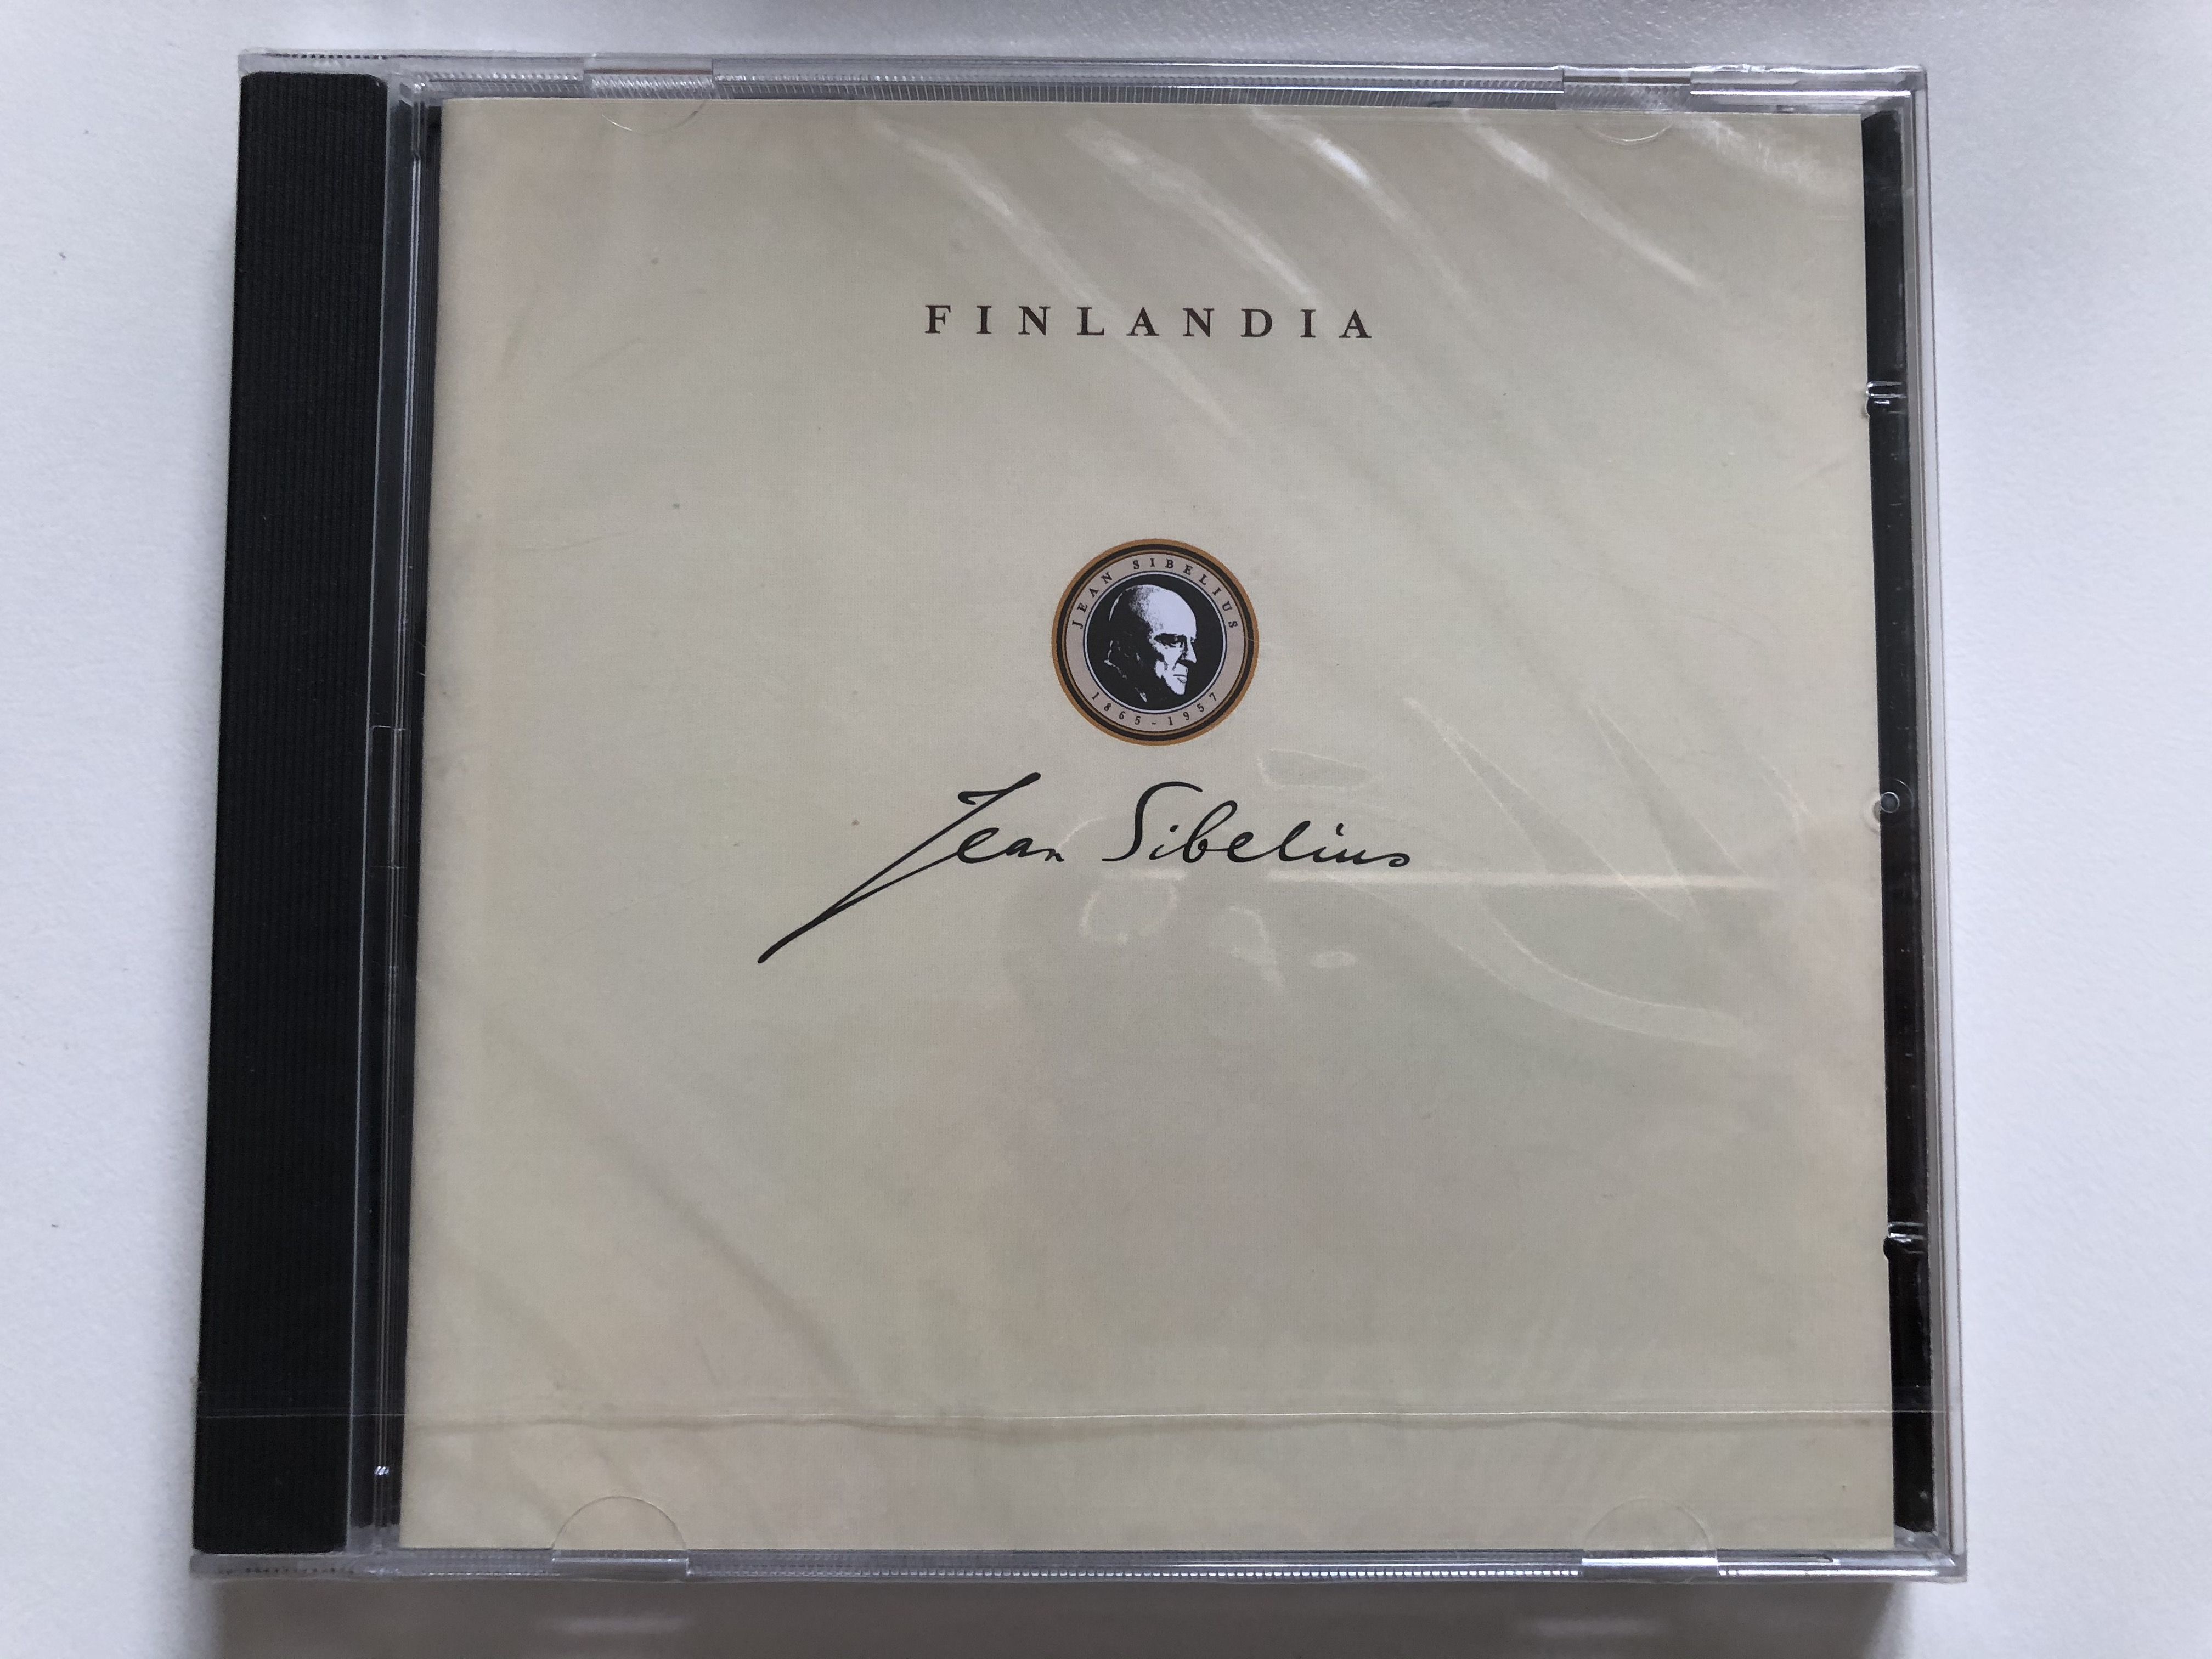 FINLANDIA
JEAN SIBELIUS
1865-1957
Jean Sibelius